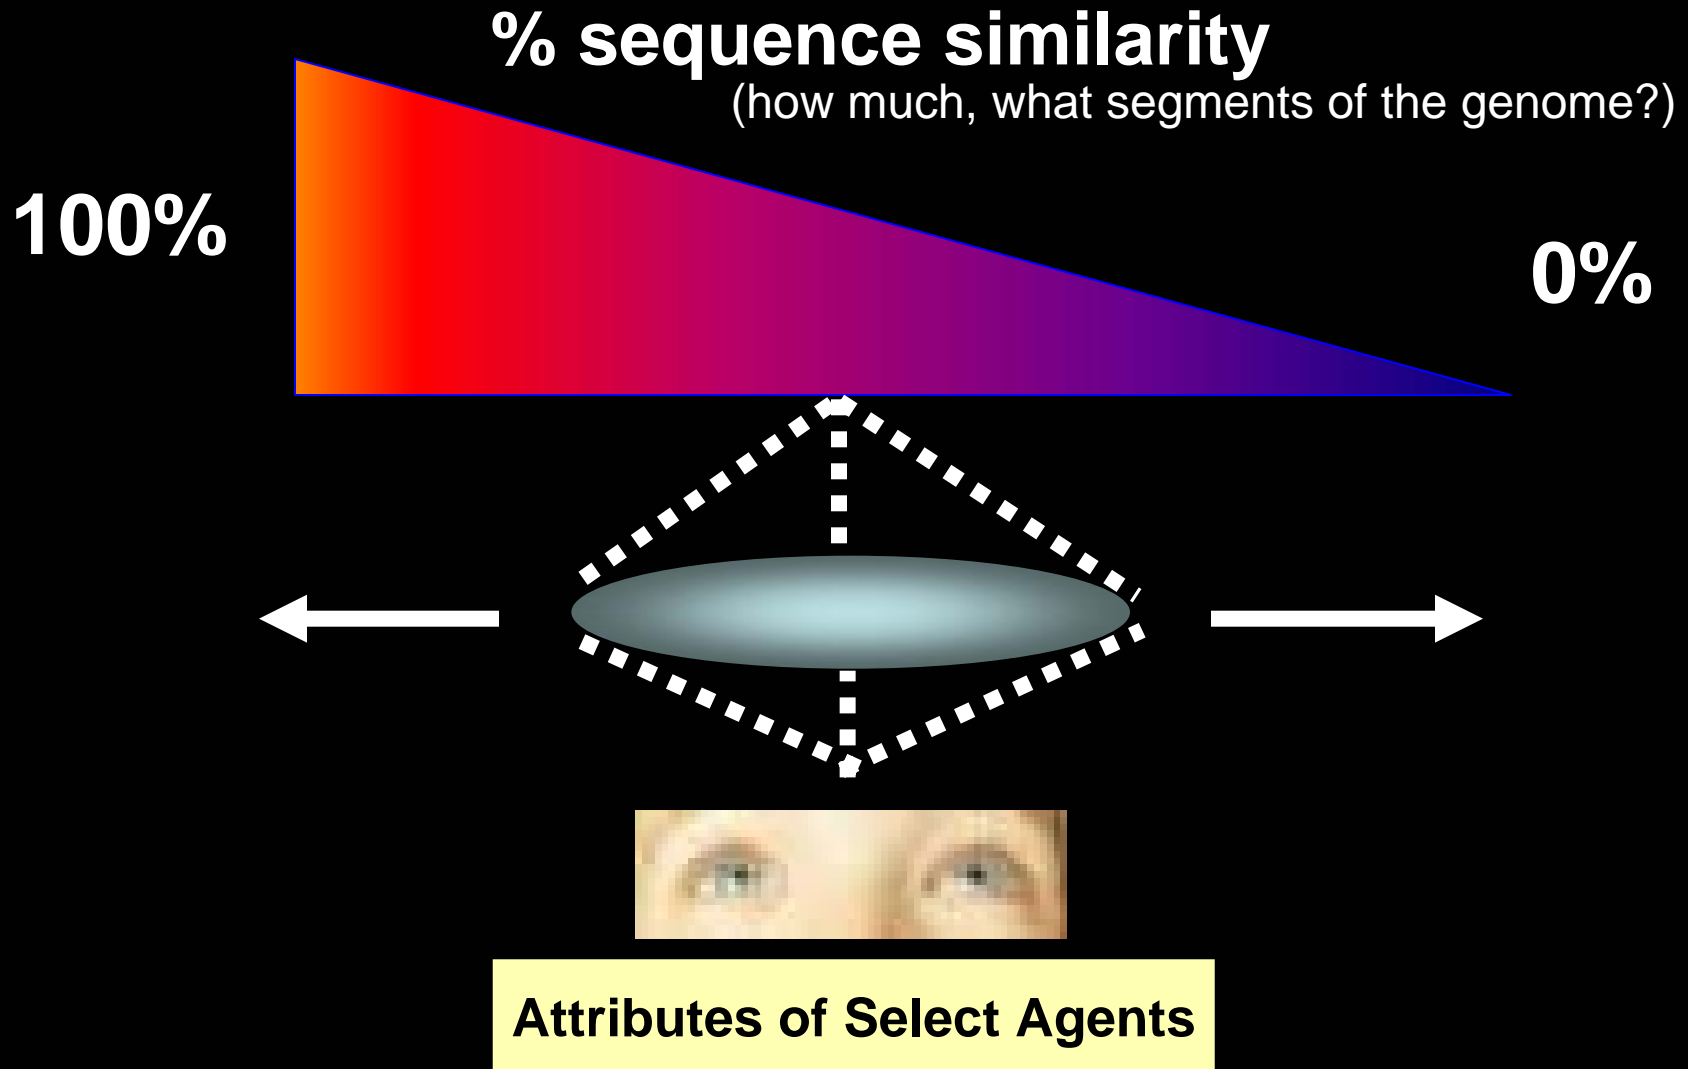 % sequence similarity
(how much, what segments of the genome?)
100%
0%
Attributes of Select Agents